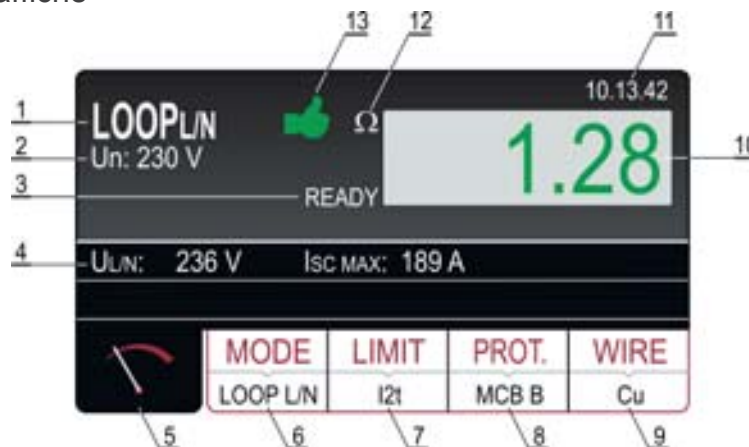 13 12 11
10.13.42
1 LOOPL/N Ω 1.28 10
2 Un: 230 V
3 READY
4 UL/N: 236 V ISC MAX: 189 A
MODE LIMIT PROT. WIRE
LOOP L/N I2t MCB B Cu
5 6 7 8 9